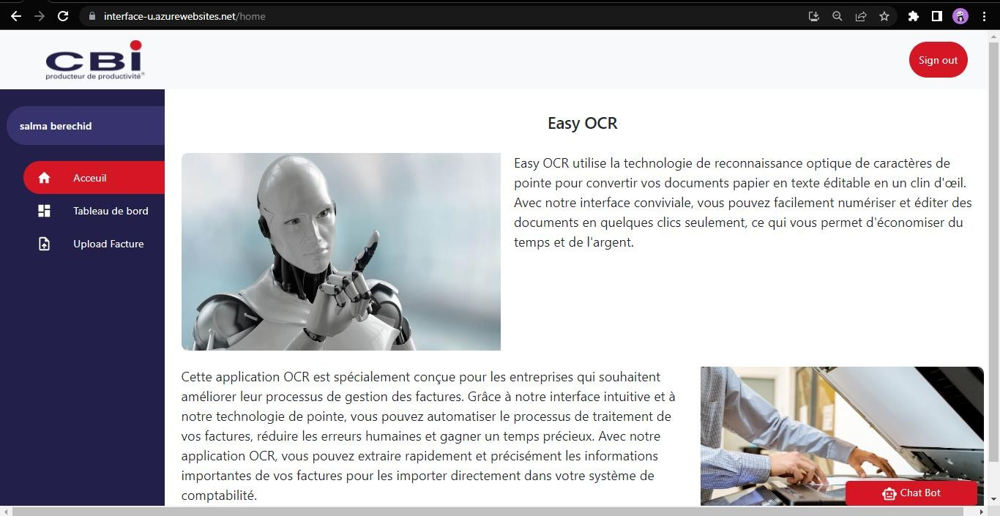 interface-u.azurewebsites.net/home
CBi
producteur de productivité®
Sign out
salma berechid
Acceuil
Tableau de bord
Upload Facture
Easy OCR
Easy OCR utilise la technologie de reconnaissance optique de caractères de
pointe pour convertir vos documents papier en texte éditable en un clin d'œil.
Avec notre interface conviviale, vous pouvez facilement numériser et éditer des
documents en quelques clics seulement, ce qui vous permet d'économiser du
temps et de l'argent.
Cette application OCR est spécialement conçue pour les entreprises qui souhaitent
améliorer leur processus de gestion des factures. Grâce à notre interface intuitive et à
notre technologie de pointe, vous pouvez automatiser le processus de traitement de
vos factures, réduire les erreurs humaines et gagner un temps précieux. Avec notre
application OCR, vous pouvez extraire rapidement et précisément les informations
importantes de vos factures pour les importer directement dans votre système de
comptabilité.
Chat Bot